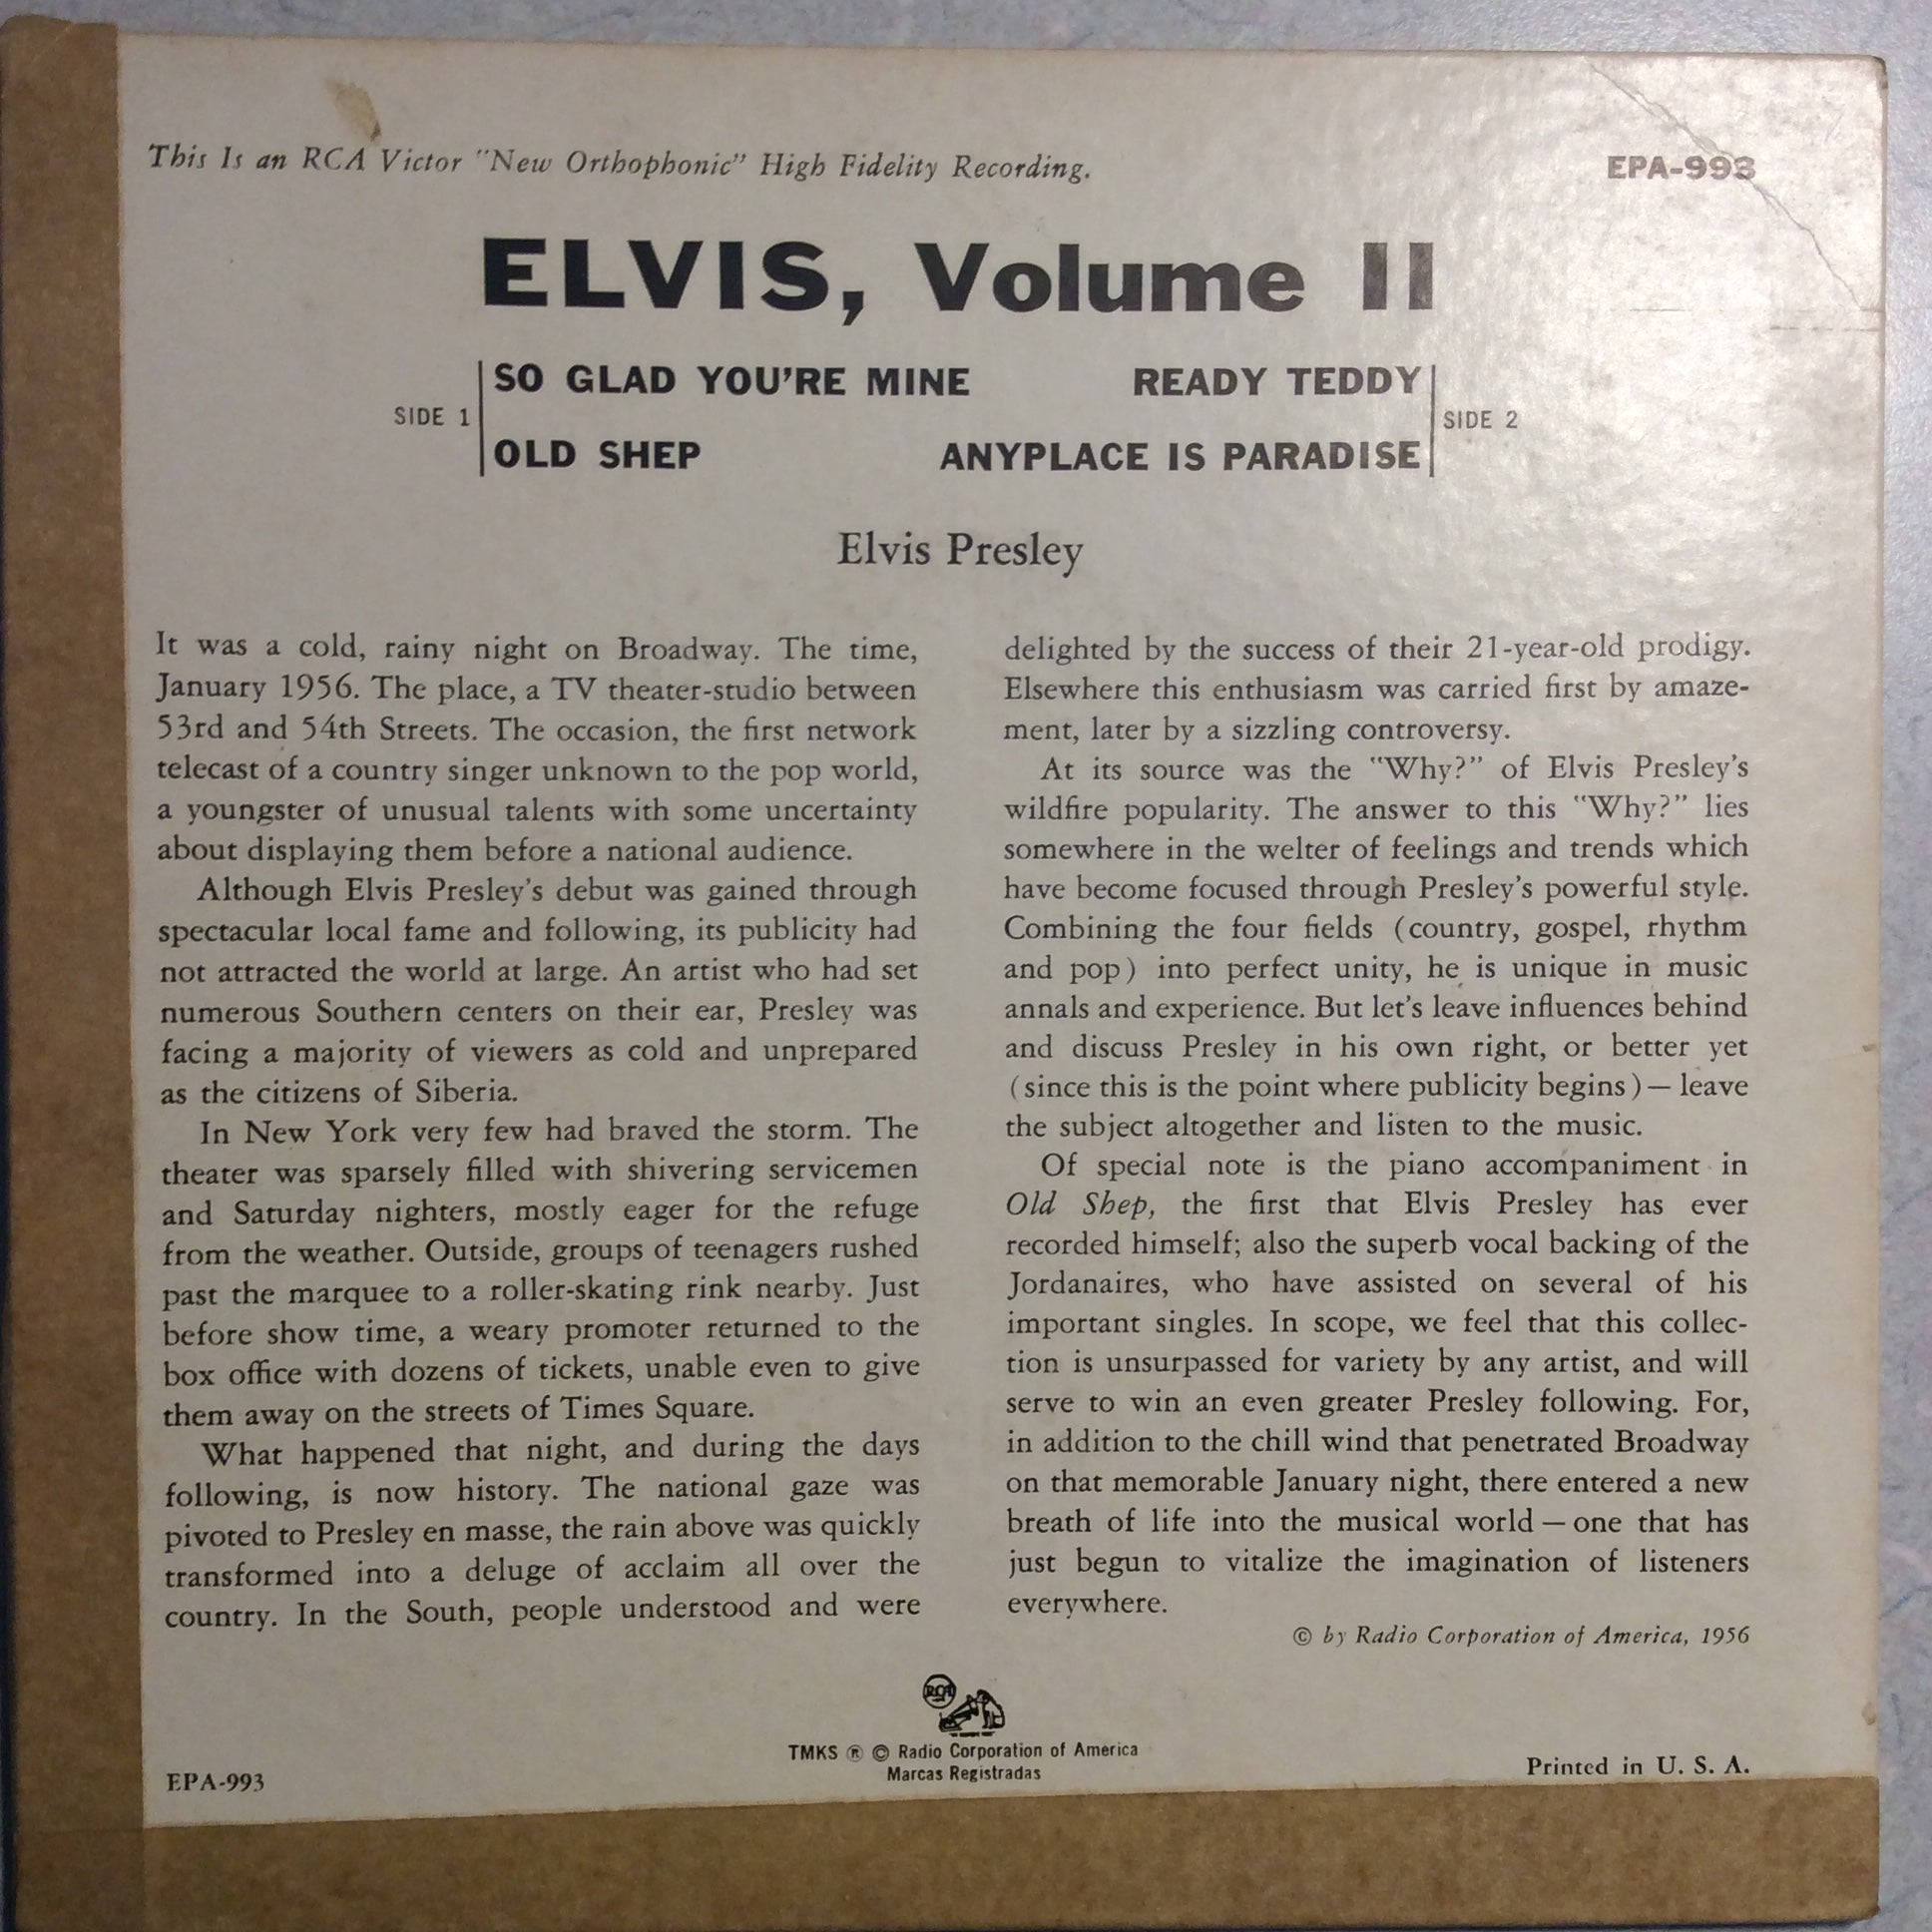 This Is an RCA Victor "New Orthophonic" High Fidelity Recording.
EPA-993
ELVIS, Volume II
SIDE 1
SO GLAD YOU'RE MINE
OLD SHEP
READY TEDDY
ANYPLACE IS PARADISE
SIDE 2
Elvis Presley
It was a cold, rainy night on Broadway. The time,
January 1956. The place, a TV theater-studio between
53rd and 54th Streets. The occasion, the first network
telecast of a country singer unknown to the pop world,
a youngster of unusual talents with some uncertainty
about displaying them before a national audience.
Although Elvis Presley's debut was gained through
spectacular local fame and following, its publicity had
not attracted the world at large. An artist who had set
numerous Southern centers on their ear, Presley was
facing a majority of viewers as cold and unprepared
as the citizens of Siberia.
In New York very few had braved the storm. The
theater was sparsely filled with shivering servicemen
and Saturday nighters, mostly eager for the refuge
from the weather. Outside, groups of teenagers rushed
past the marquee to a roller-skating rink nearby. Just
before show time, a weary promoter returned to the
box office with dozens of tickets, unable even to give
them away on the streets of Times Square.
What happened that night, and during the days
following, is now history. The national gaze was
pivoted to Presley en masse, the rain above was quickly
transformed into a deluge of acclaim all over the
country. In the South, people understood and were
delighted by the success of their 21-year-old prodigy.
Elsewhere this enthusiasm was carried first by amaze-
ment, later by a sizzling controversy.
At its source was the "Why?" of Elvis Presley's
wildfire popularity. The answer to this "Why?" lies
somewhere in the welter of feelings and trends which
have become focused through Presley's powerful style.
Combining the four fields (country, gospel, rhythm
and pop) into perfect unity, he is unique in music
annals and experience. But let's leave influences behind
and discuss Presley in his own right, or better yet
(since this is the point where publicity begins) — leave
the subject altogether and listen to the music.
Of special note is the piano accompaniment in
Old Shep, the first that Elvis Presley has ever
recorded himself; also the superb vocal backing of the
Jordanaires, who have assisted on several of his
important singles. In scope, we feel that this collec-
tion is unsurpassed for variety by any artist, and will
serve to win an even greater Presley following. For,
in addition to the chill wind that penetrated Broadway
on that memorable January night, there entered a new
breath of life into the musical world — one that has
just begun to vitalize the imagination of listeners
everywhere.
© by Radio Corporation of America, 1956
RCA
TMKS ® © Radio Corporation of America
Marcas Registradas
EPA-993
Printed in U. S. A.